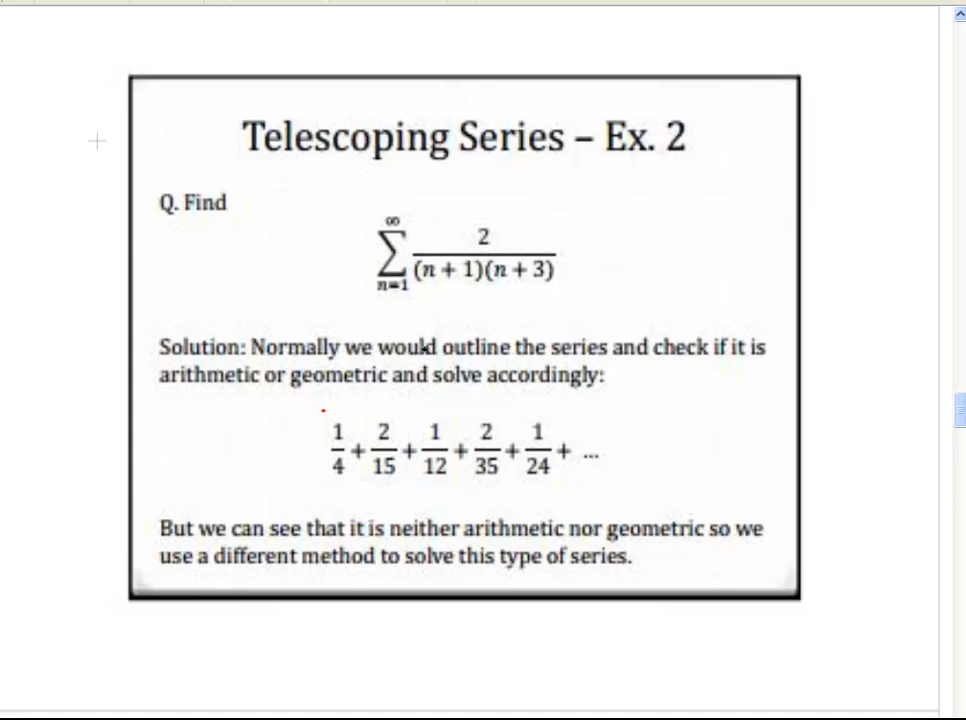 Telescoping Series – Ex. 2
Q. Find
∞
∑ 2 / (n + 1)(n + 3)
n=1
Solution: Normally we would outline the series and check if it is
arithmetic or geometric and solve accordingly:
1/4 + 2/15 + 1/12 + 2/35 + 1/24 + ...
But we can see that it is neither arithmetic nor geometric so we
use a different method to solve this type of series.